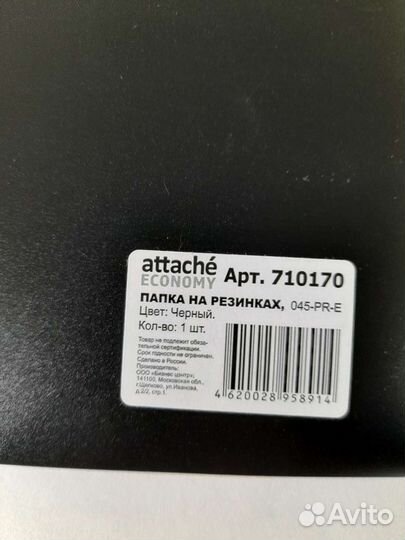 attaché
ECONOMY
Арт. 710170
ПАПКА НА РЕЗИНКАХ, 045-PR-E
Цвет: Черный.
Кол-во: 1 шт.
Товар не подлежит обяза-
тельной сертификации.
Срок годности не ограничен.
Сделано в России.
Производитель:
ООО «Бизнес центр»,
141100, Московская обл.,
г.Щелково, ул.Иванова,
д.2/2, стр.1.
4 620028 958914
Avito